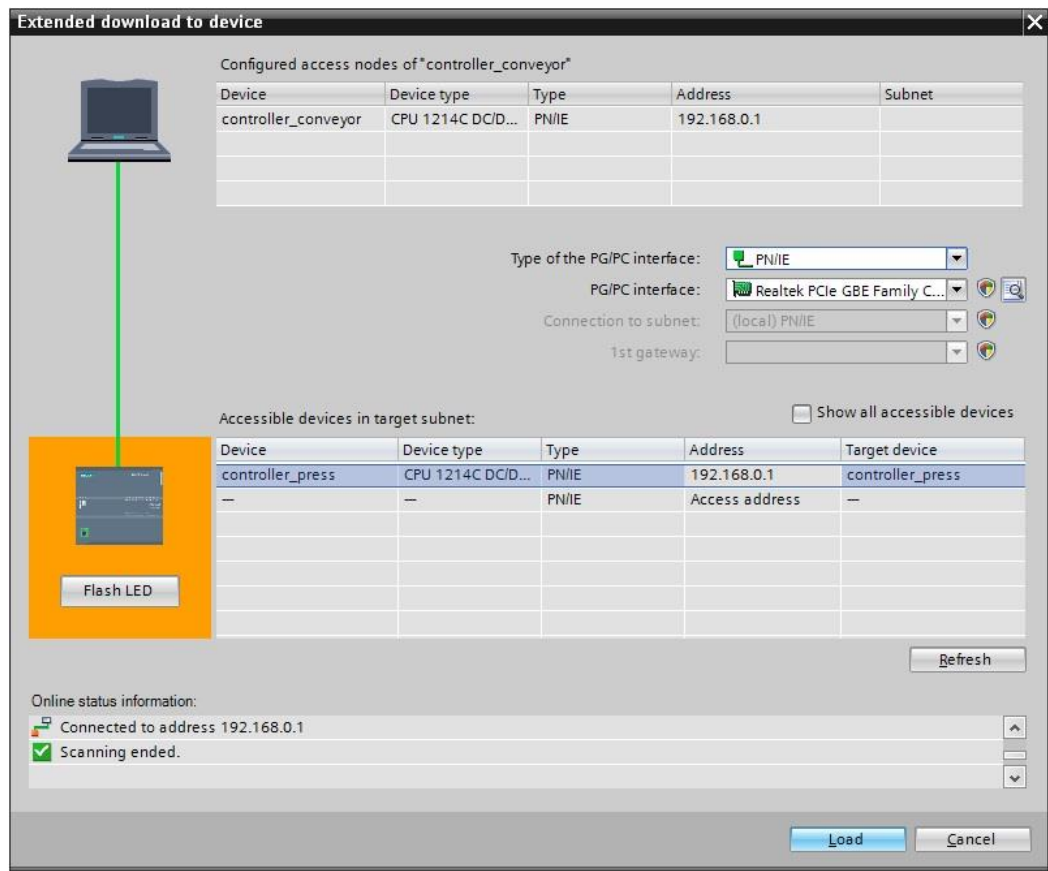 Extended download to device
Configured access nodes of "controller_conveyor"
Device Device type Type Address Subnet
controller_conveyor CPU 1214C DC/D... PN/IE 192.168.0.1
Type of the PG/PC interface: PN/IE
PG/PC interface: Realtek PCIe GBE Family C...
Connection to subnet: (local) PN/IE
1st gateway:
Accessible devices in target subnet: Show all accessible devices
Device Device type Type Address Target device
controller_press CPU 1214C DC/D... PN/IE 192.168.0.1 controller_press
— — PN/IE Access address —
Flash LED
Refresh
Online status information:
Connected to address 192.168.0.1
Scanning ended.
Load Cancel